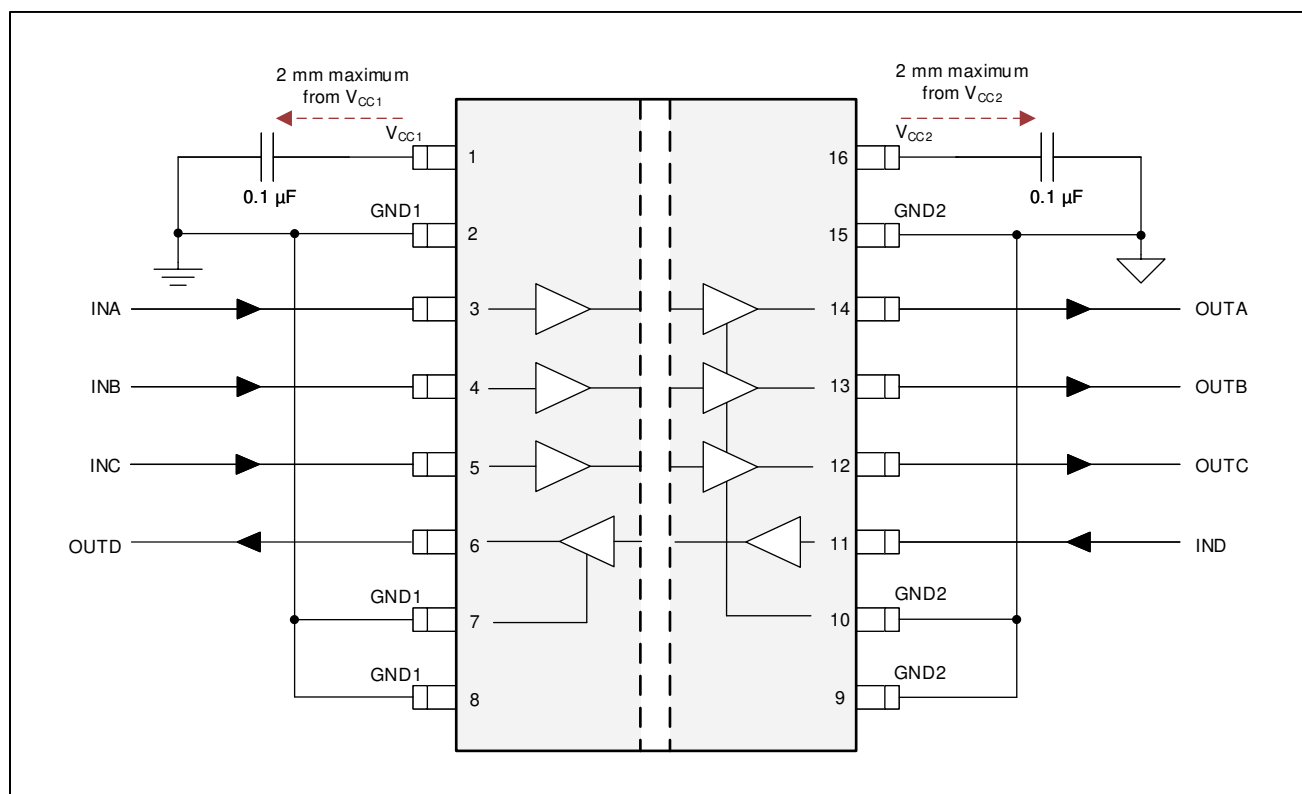 2 mm maximum
from VCC1
2 mm maximum
from VCC2
VCC1
VCC2
1
16
0.1 µF
0.1 µF
GND1
GND2
2
15
INA
3
14
OUTA
INB
4
13
OUTB
INC
5
12
OUTC
OUTD
6
11
IND
GND1
GND2
7
10
GND1
GND2
8
9